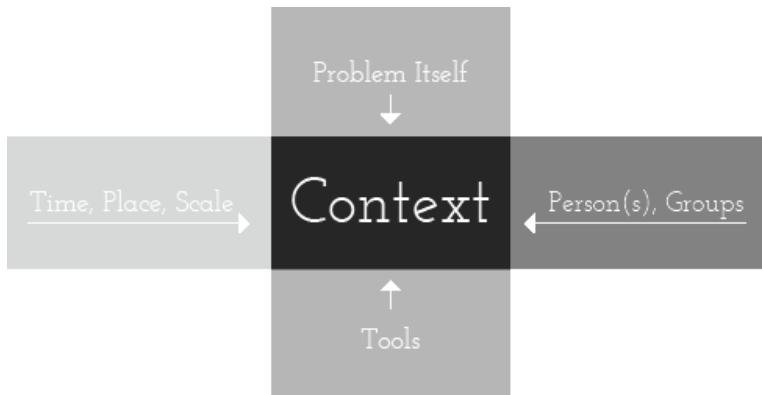 Problem Itself
Time, Place, Scale
Context
Person(s), Groups
Tools